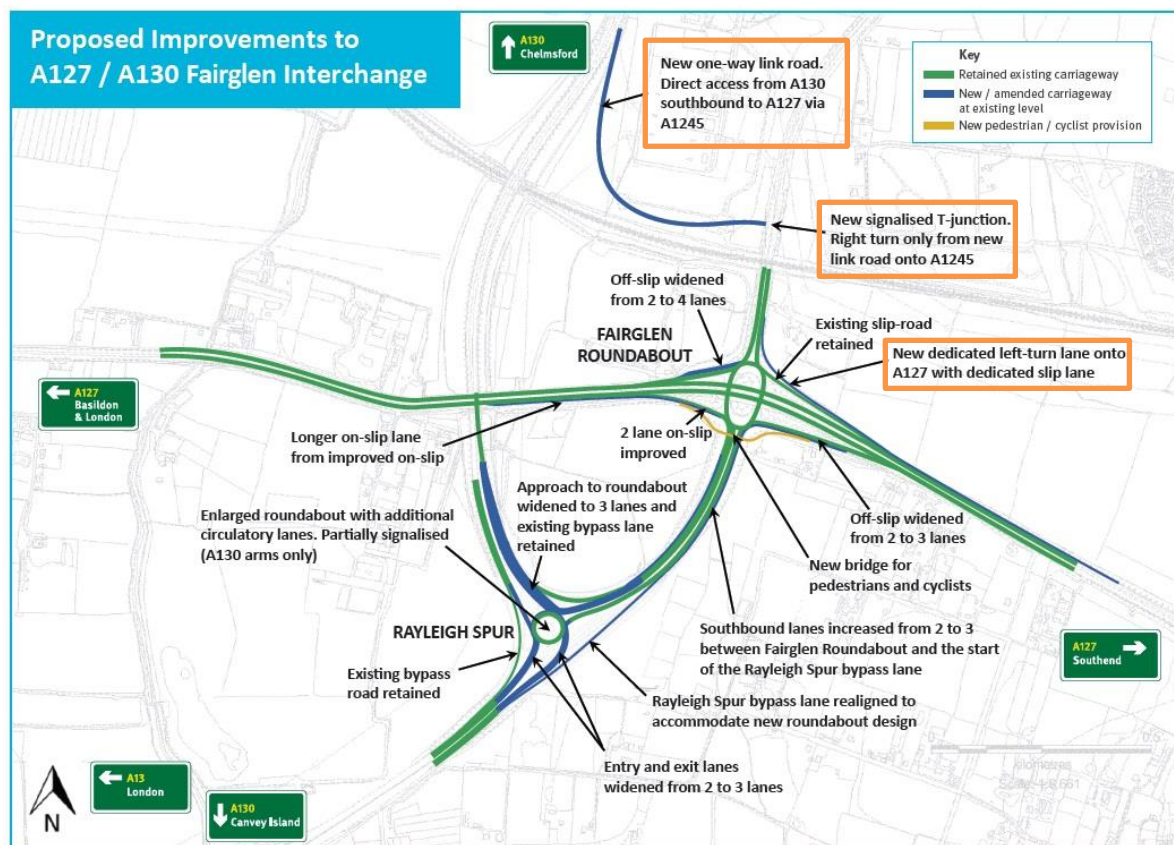 Proposed Improvements to
A127 / A130 Fairglen Interchange
A130
Chelmsford
New one-way link road.
Direct access from A130
southbound to A127 via
A1245
Key
Retained existing carriageway
New / amended carriageway
at existing level
New pedestrian / cyclist provision
New signalised T-junction.
Right turn only from new
link road onto A1245
Off-slip widened
from 2 to 4 lanes
FAIRGLEN
ROUNDABOUT
Existing slip-road
retained
New dedicated left-turn lane onto
A127 with dedicated slip lane
A127
Basildon
& London
Longer on-slip lane
from improved on-slip
2 lane on-slip
improved
Approach to roundabout
widened to 3 lanes and
existing bypass lane
retained
Enlarged roundabout with additional
circulatory lanes. Partially signalised
(A130 arms only)
Off-slip widened
from 2 to 3 lanes
New bridge for
pedestrians and cyclists
RAYLEIGH SPUR
Southbound lanes increased from 2 to 3
between Fairglen Roundabout and the start
of the Rayleigh Spur bypass lane
A127
Southend
Existing bypass
road retained
Rayleigh Spur bypass lane realigned to
accommodate new roundabout design
Entry and exit lanes
widened from 2 to 3 lanes
A13
London
A130
Canvey Island
N